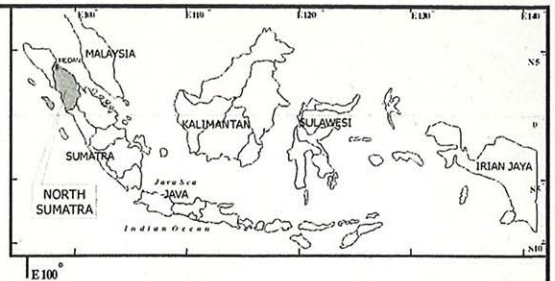 E100°
E110
E120
E130
E140
N5
MEDAN
MALAYSIA
0
KALIMANTAN
SULAWESI
SUMATRA
IRIAN JAYA
Java Sea
JAVA
S5
NORTH
SUMATRA
Indian Ocean
S10°
E100°